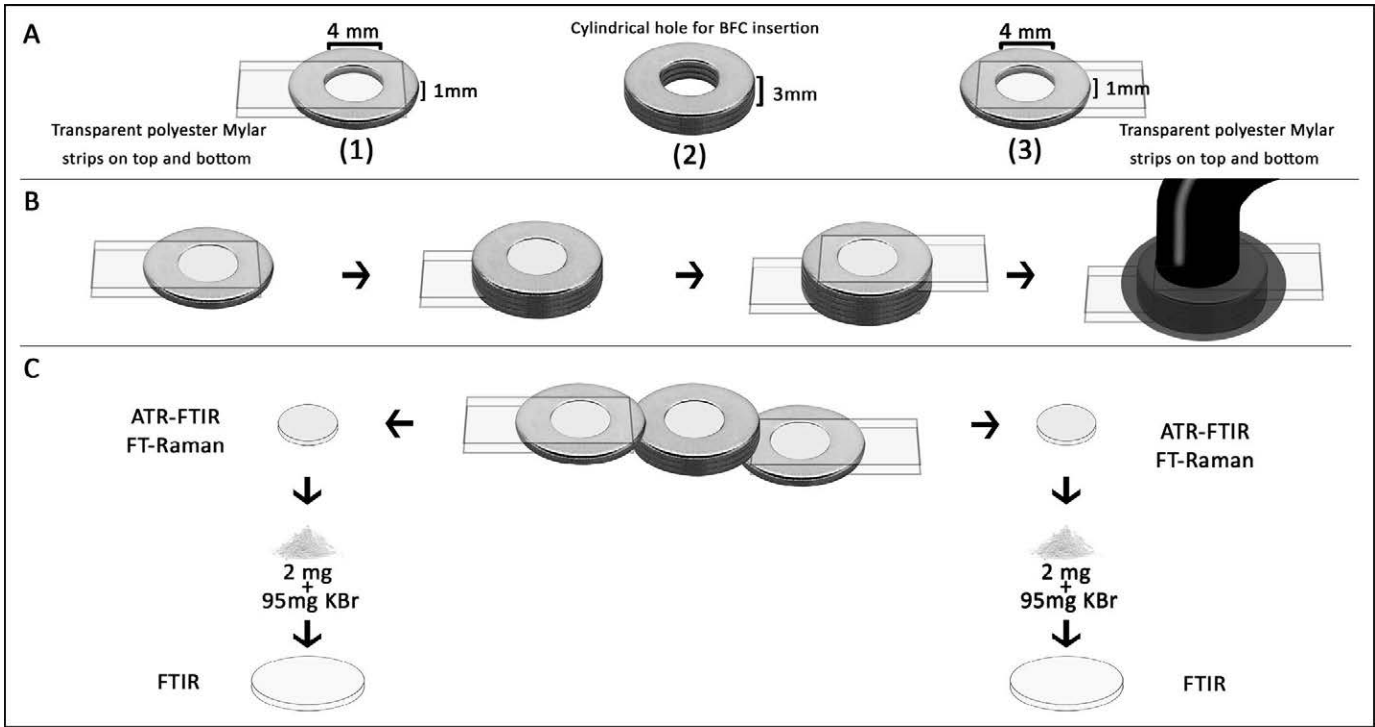 A
4 mm
1mm
Transparent polyester Mylar
strips on top and bottom
(1)
Cylindrical hole for BFC insertion
3mm
(2)
4 mm
1mm
(3)
Transparent polyester Mylar
strips on top and bottom
B
C
ATR-FTIR
FT-Raman
2 mg
+
95mg KBr
FTIR
ATR-FTIR
FT-Raman
2 mg
+
95mg KBr
FTIR